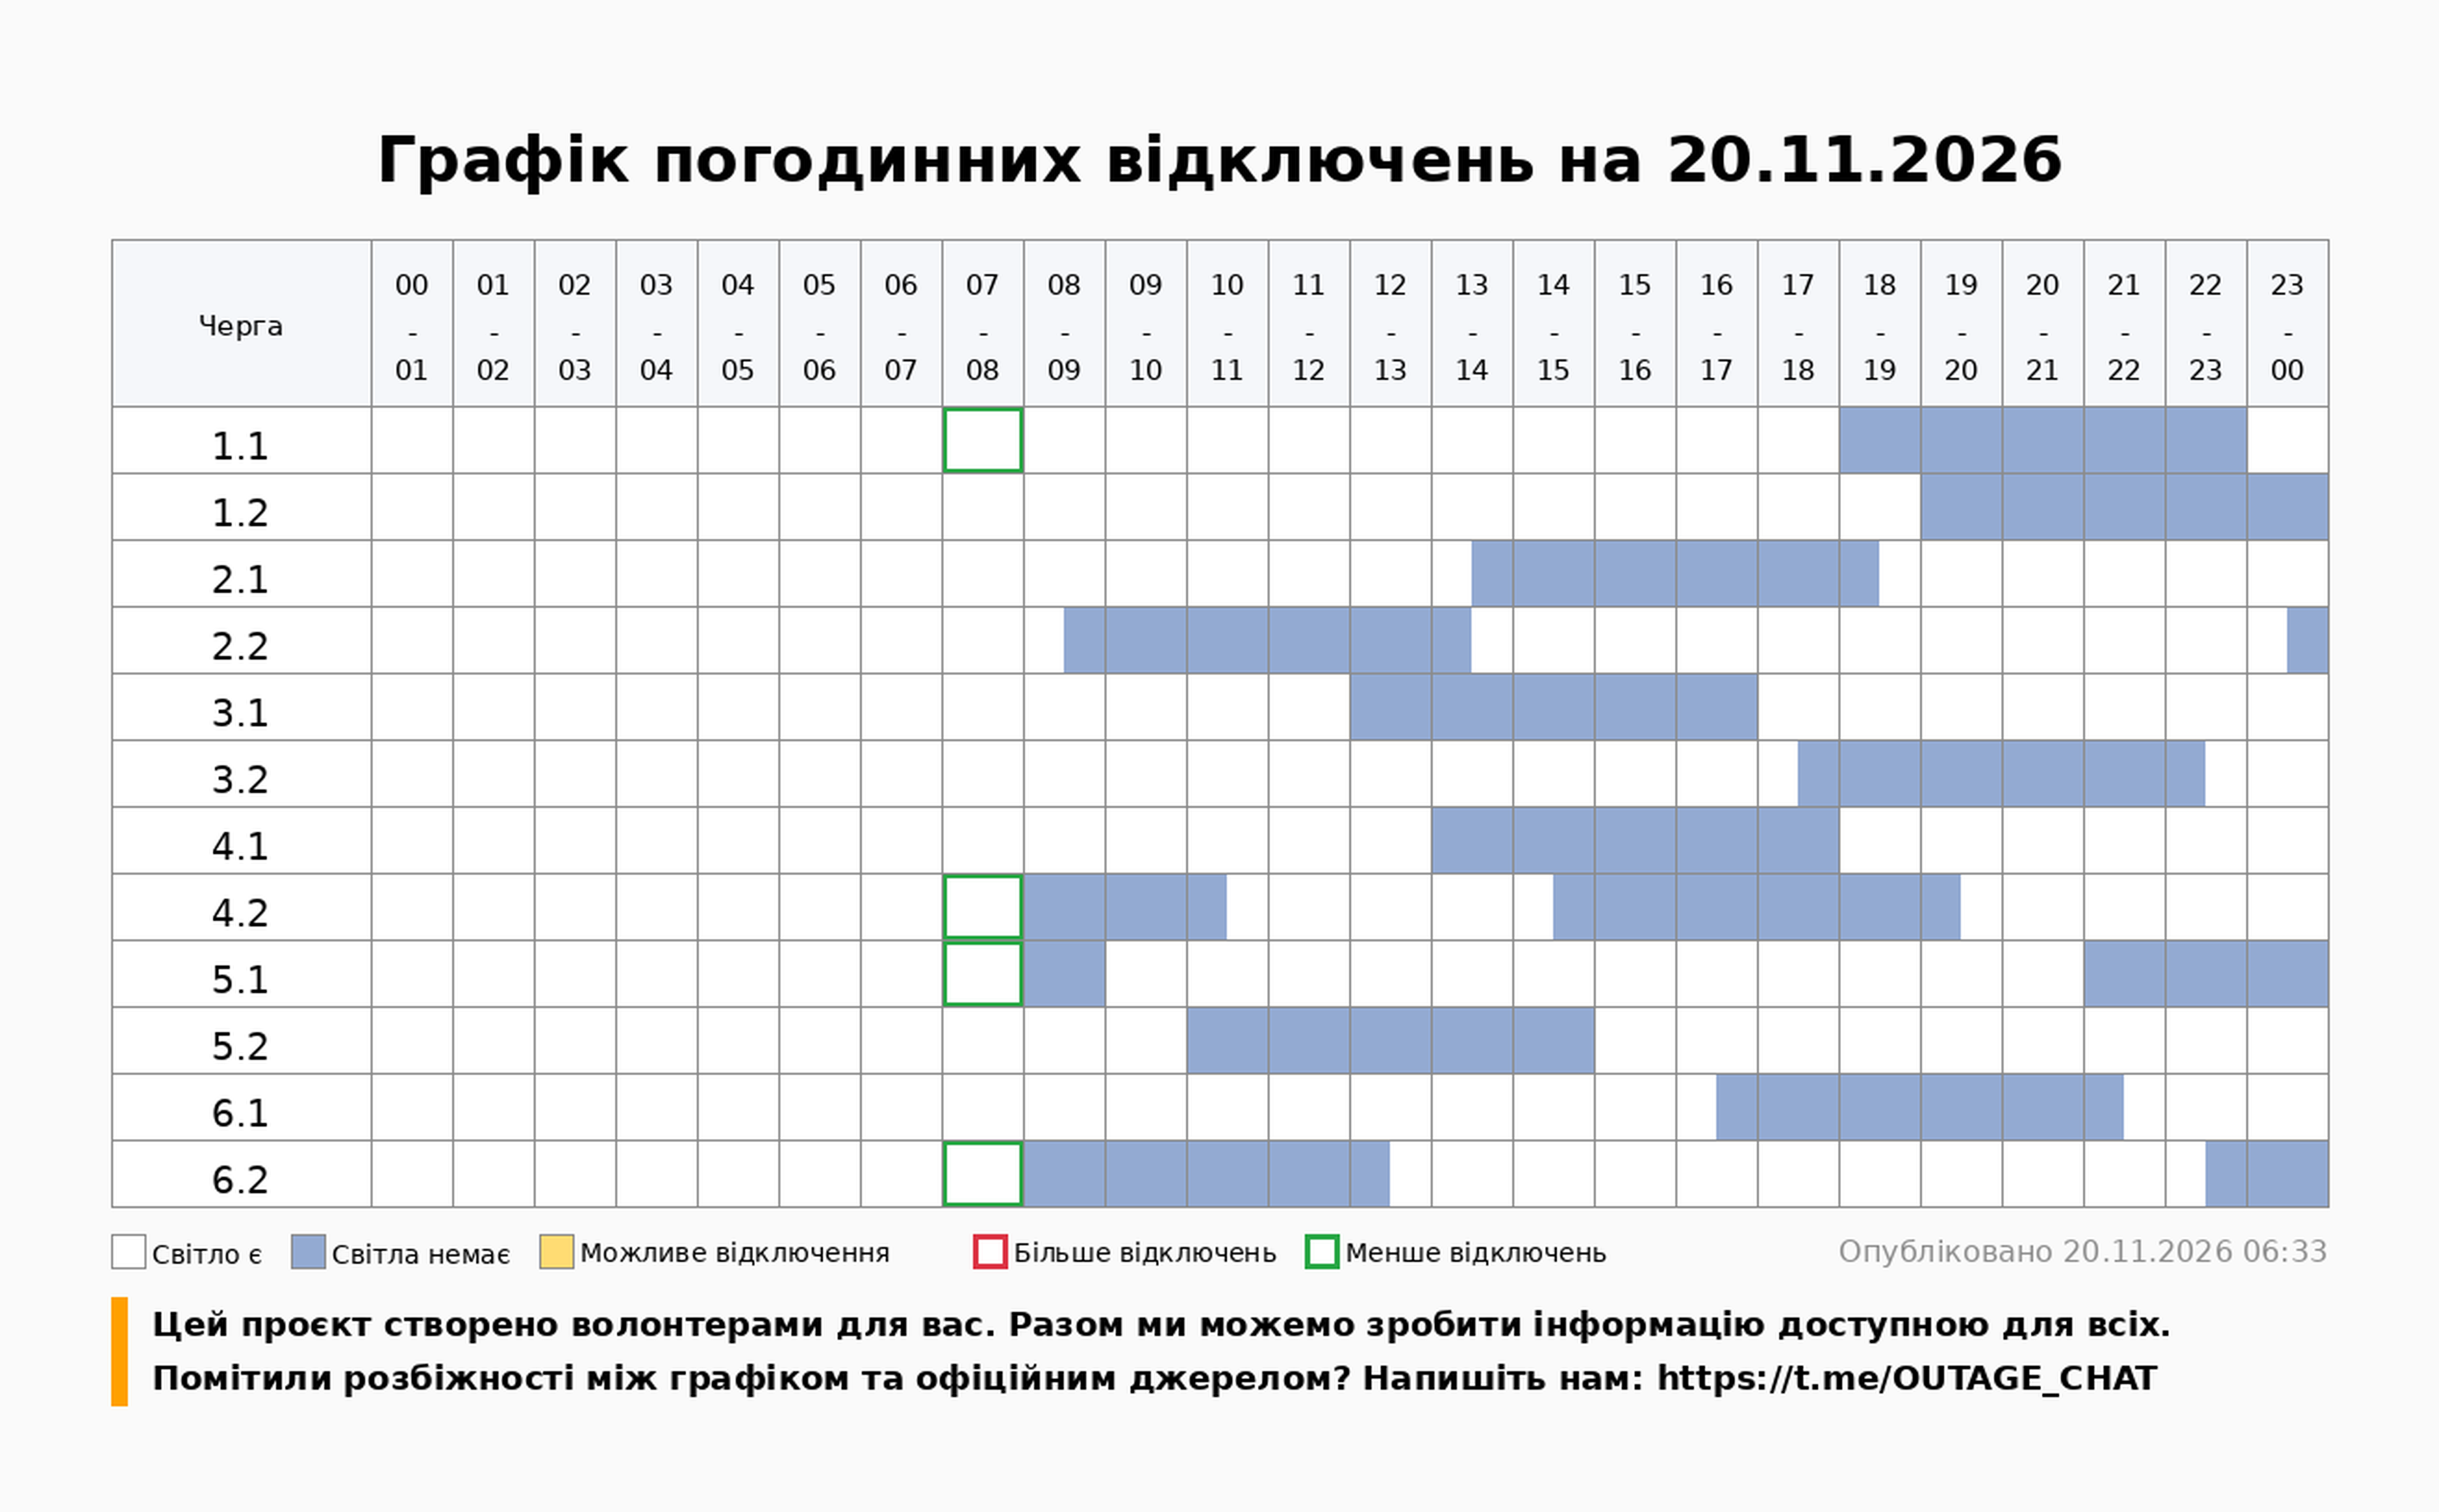 Графік погодинних відключень на 20.11.2026
Черга
00 - 01
01 - 02
02 - 03
03 - 04
04 - 05
05 - 06
06 - 07
07 - 08
08 - 09
09 - 10
10 - 11
11 - 12
12 - 13
13 - 14
14 - 15
15 - 16
16 - 17
17 - 18
18 - 19
19 - 20
20 - 21
21 - 22
22 - 23
23 - 00
1.1
1.2
2.1
2.2
3.1
3.2
4.1
4.2
5.1
5.2
6.1
6.2
Світло є
Світла немає
Можливе відключення
Більше відключень
Менше відключень
Опубліковано 20.11.2026 06:33
Цей проєкт створено волонтерами для вас. Разом ми можемо зробити інформацію доступною для всіх.
Помітили розбіжності між графіком та офіційним джерелом? Напишіть нам: https://t.me/OUTAGE_CHAT